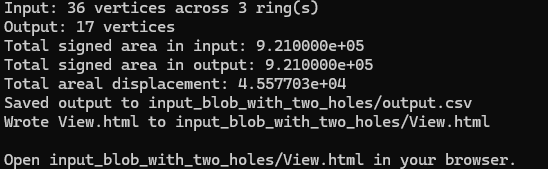 Input: 36 vertices across 3 ring(s)
Output: 17 vertices
Total signed area in input: 9.210000e+05
Total signed area in output: 9.210000e+05
Total areal displacement: 4.557703e+04
Saved output to input_blob_with_two_holes/output.csv
Wrote View.html to input_blob_with_two_holes/View.html
Open input_blob_with_two_holes/View.html in your browser.